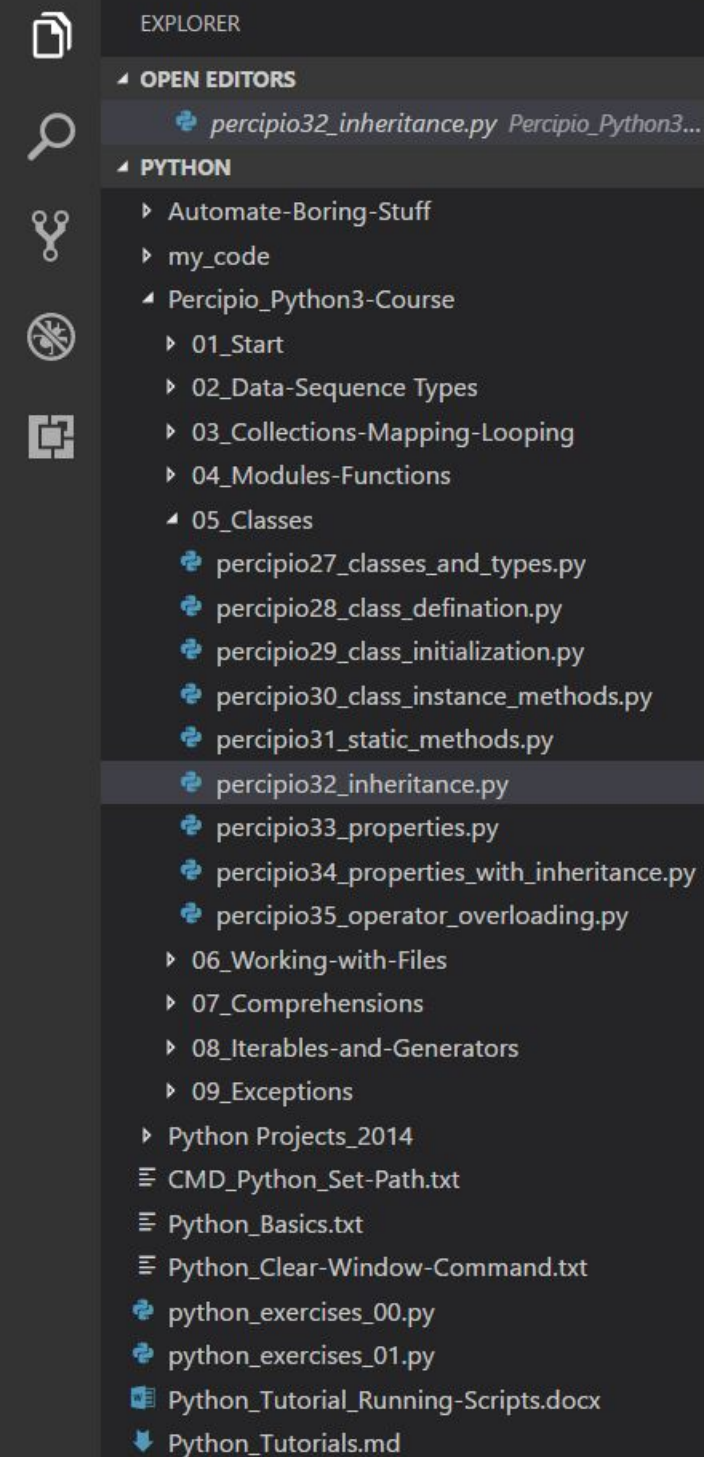 EXPLORER
OPEN EDITORS
percipio32_inheritance.py Percipio_Python3...
PYTHON
Automate-Boring-Stuff
my_code
Percipio_Python3-Course
01_Start
02_Data-Sequence Types
03_Collections-Mapping-Looping
04_Modules-Functions
05_Classes
percipio27_classes_and_types.py
percipio28_class_defination.py
percipio29_class_initialization.py
percipio30_class_instance_methods.py
percipio31_static_methods.py
percipio32_inheritance.py
percipio33_properties.py
percipio34_properties_with_inheritance.py
percipio35_operator_overloading.py
06_Working-with-Files
07_Comprehensions
08_Iterables-and-Generators
09_Exceptions
Python Projects_2014
CMD_Python_Set-Path.txt
Python_Basics.txt
Python_Clear-Window-Command.txt
python_exercises_00.py
python_exercises_01.py
Python_Tutorial_Running-Scripts.docx
Python_Tutorials.md